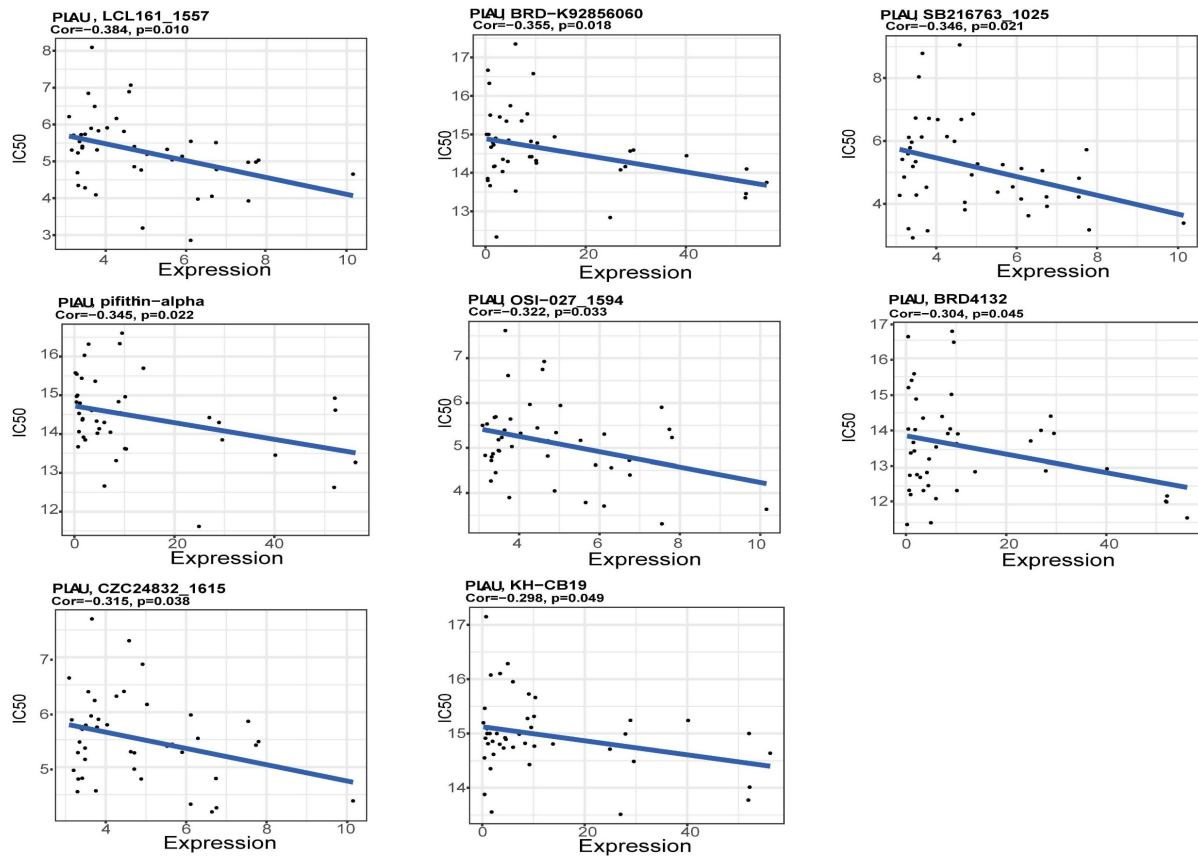 PLAU, LCL161_1557
Cor=−0.384, p=0.010
8
7
6
5
4
3
IC50
4
6
8
10
Expression
PLAU, BRD-K92856060
Cor=−0.355, p=0.018
17
16
15
14
13
IC50
0
20
40
Expression
PLAU, SB216763_1025
Cor=−0.346, p=0.021
8
6
4
IC50
4
6
8
10
Expression
PLAU, pifithin-alpha
Cor=−0.345, p=0.022
16
15
14
13
12
IC50
0
20
40
Expression
PLAU, OSI-027_1594
Cor=−0.322, p=0.033
7
6
5
4
IC50
4
6
8
10
Expression
PLAU, BRD4132
Cor=−0.304, p=0.045
17
16
15
14
13
12
IC50
0
20
40
Expression
PLAU, CZC24832_1615
Cor=−0.315, p=0.038
7
6
5
IC50
4
6
8
10
Expression
PLAU, KH-CB19
Cor=−0.298, p=0.049
17
16
15
14
IC50
0
20
40
Expression